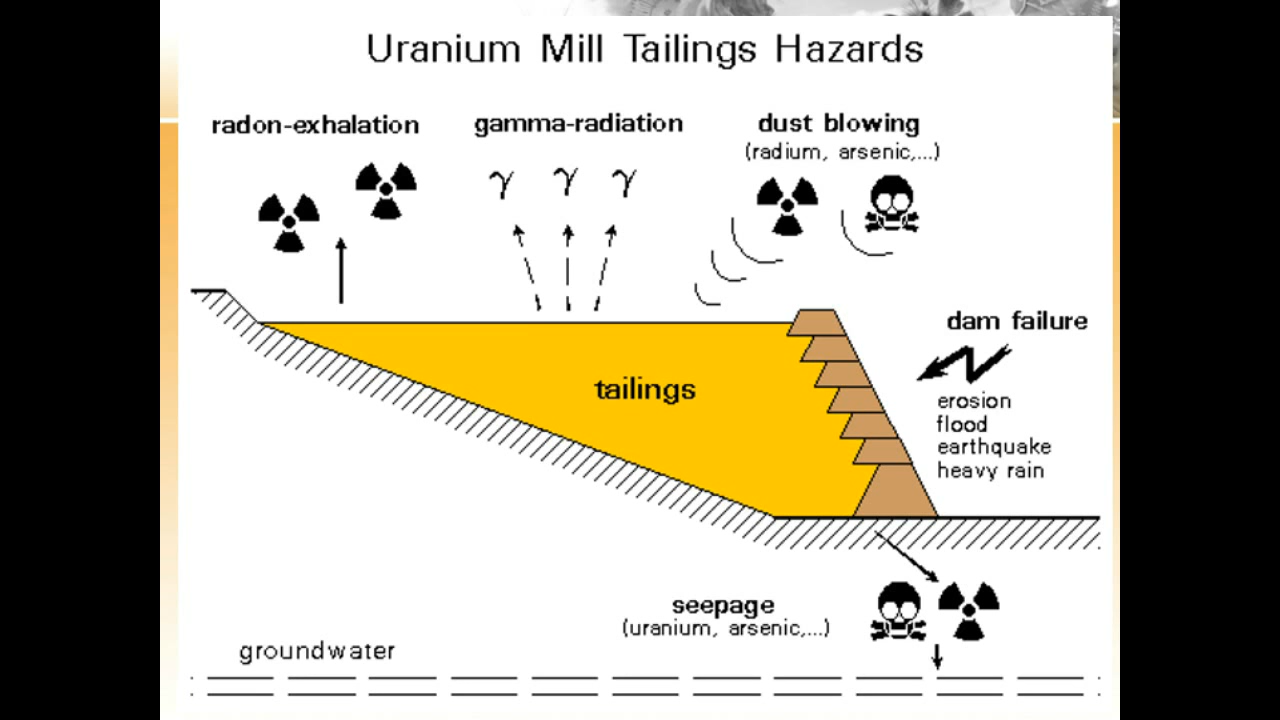 Uranium Mill Tailings Hazards
radon-exhalation
gamma-radiation
dust blowing
(radium, arsenic,...)
γ γ γ
dam failure
erosion
flood
earthquake
heavy rain
tailings
seepage
(uranium, arsenic,...)
groundwater